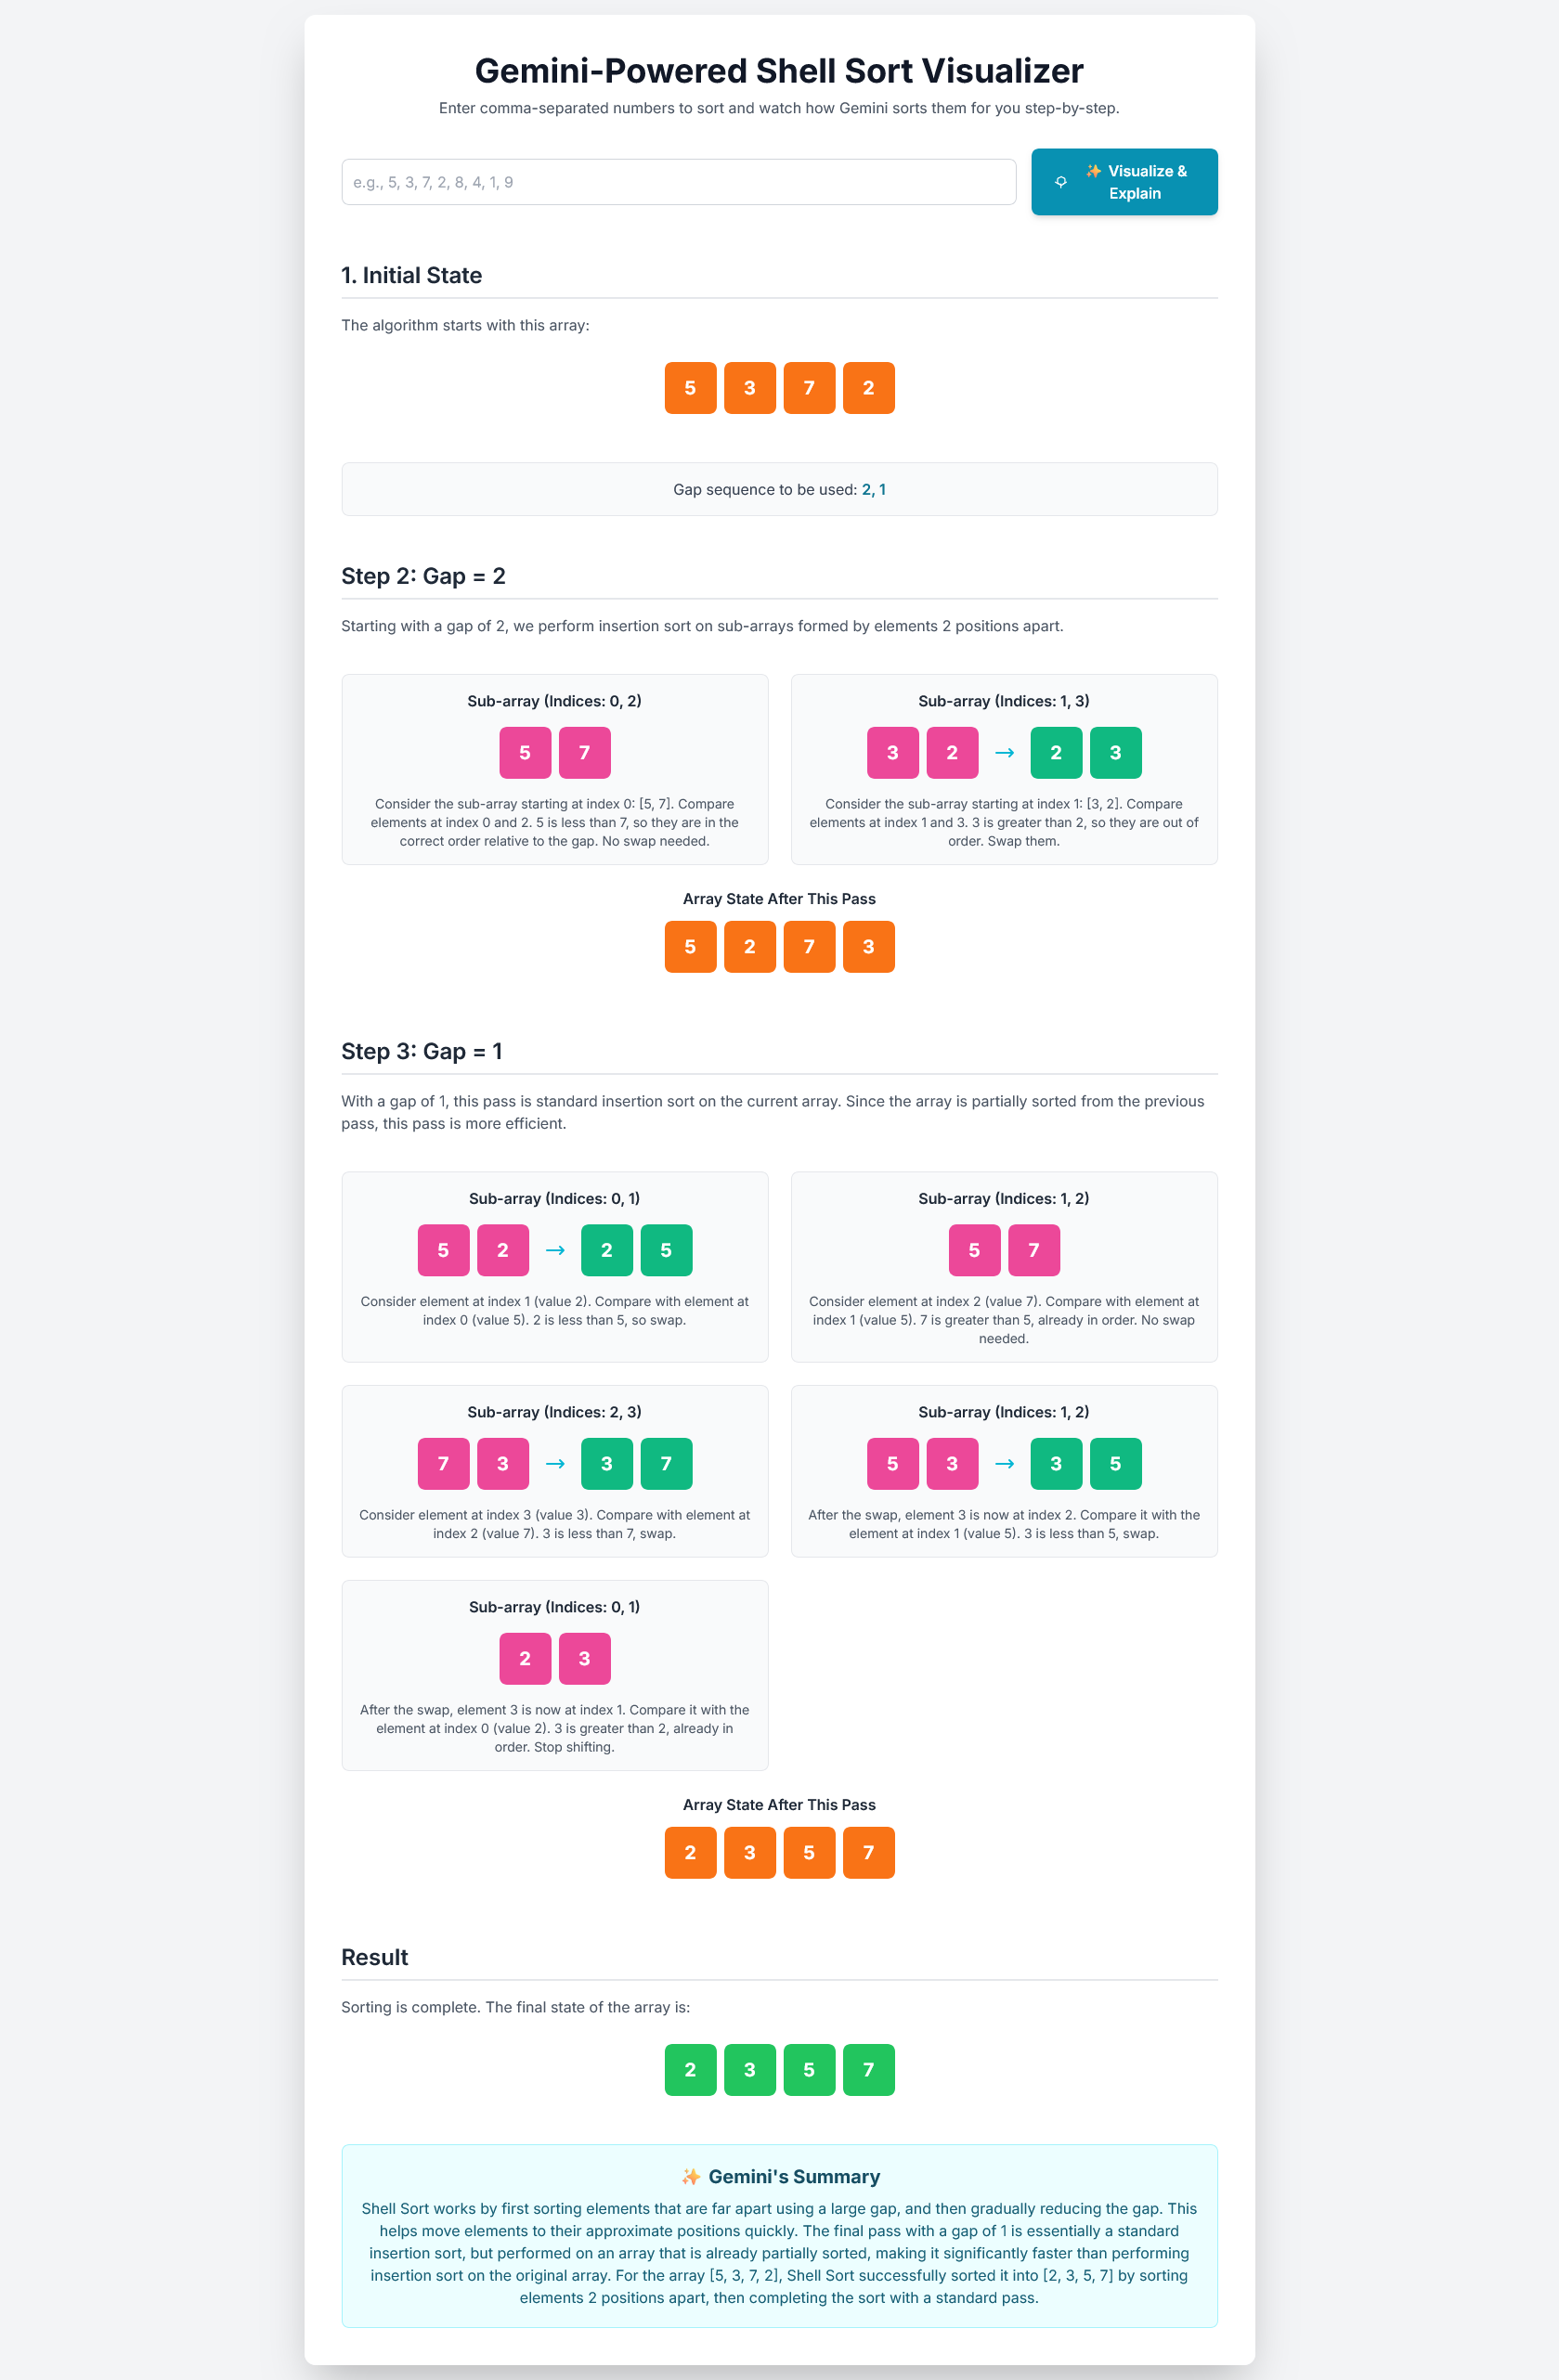 Gemini-Powered Shell Sort Visualizer
Enter comma-separated numbers to sort and watch how Gemini sorts them for you step-by-step.
e.g., 5, 3, 7, 2, 8, 4, 1, 9
✨ Visualize &
Explain
1. Initial State
The algorithm starts with this array:
5 3 7 2
Gap sequence to be used: 2, 1
Step 2: Gap = 2
Starting with a gap of 2, we perform insertion sort on sub-arrays formed by elements 2 positions apart.
Sub-array (Indices: 0, 2)
5 7
Consider the sub-array starting at index 0: [5, 7]. Compare
elements at index 0 and 2. 5 is less than 7, so they are in the
correct order relative to the gap. No swap needed.
Sub-array (Indices: 1, 3)
3 2 → 2 3
Consider the sub-array starting at index 1: [3, 2]. Compare
elements at index 1 and 3. 3 is greater than 2, so they are out of
order. Swap them.
Array State After This Pass
5 2 7 3
Step 3: Gap = 1
With a gap of 1, this pass is standard insertion sort on the current array. Since the array is partially sorted from the previous
pass, this pass is more efficient.
Sub-array (Indices: 0, 1)
5 2 → 2 5
Consider element at index 1 (value 2). Compare with element at
index 0 (value 5). 2 is less than 5, so swap.
Sub-array (Indices: 1, 2)
5 7
Consider element at index 2 (value 7). Compare with element at
index 1 (value 5). 7 is greater than 5, already in order. No swap
needed.
Sub-array (Indices: 2, 3)
7 3 → 3 7
Consider element at index 3 (value 3). Compare with element at
index 2 (value 7). 3 is less than 7, swap.
Sub-array (Indices: 1, 2)
5 3 → 3 5
After the swap, element 3 is now at index 2. Compare it with the
element at index 1 (value 5). 3 is less than 5, swap.
Sub-array (Indices: 0, 1)
2 3
After the swap, element 3 is now at index 1. Compare it with the
element at index 0 (value 2). 3 is greater than 2, already in
order. Stop shifting.
Array State After This Pass
2 3 5 7
Result
Sorting is complete. The final state of the array is:
2 3 5 7
✨ Gemini's Summary
Shell Sort works by first sorting elements that are far apart using a large gap, and then gradually reducing the gap. This
helps move elements to their approximate positions quickly. The final pass with a gap of 1 is essentially a standard
insertion sort, but performed on an array that is already partially sorted, making it significantly faster than performing
insertion sort on the original array. For the array [5, 3, 7, 2], Shell Sort successfully sorted it into [2, 3, 5, 7] by sorting
elements 2 positions apart, then completing the sort with a standard pass.